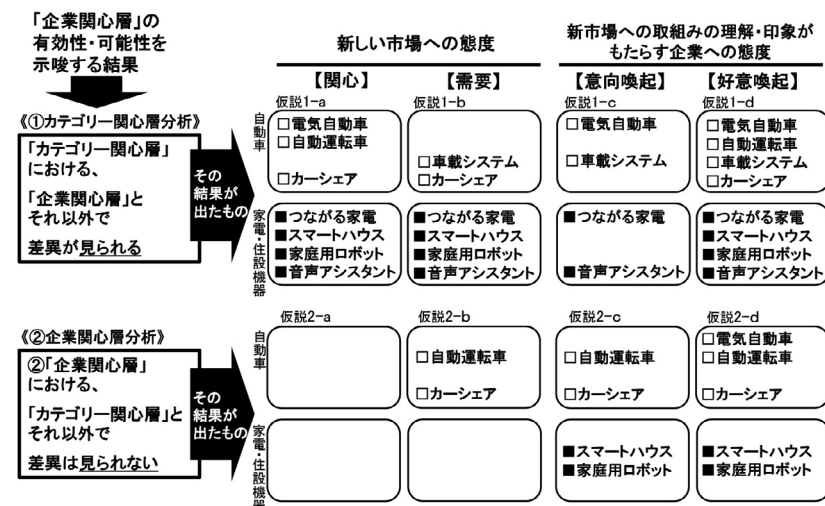 「企業関心層」の
有効性・可能性を
示唆する結果
新しい市場への態度
新市場への取組みの理解・印象が
もたらす企業への態度
【関心】
【需要】
【意向喚起】
【好意喚起】
《①カテゴリー関心層分析》
「カテゴリー関心層」
における、
「企業関心層」と
それ以外で
差異が見られる
その
結果が
出たもの
自動車
仮説1-a
□電気自動車
□自動運転車
□カーシェア
仮説1-b
□車載システム
□カーシェア
仮説1-c
□電気自動車
□車載システム
仮説1-d
□電気自動車
□自動運転車
□車載システム
□カーシェア
家電・住設機器
■つながる家電
■スマートハウス
■家庭用ロボット
■音声アシスタント
■つながる家電
■スマートハウス
■家庭用ロボット
■音声アシスタント
■つながる家電
■音声アシスタント
■つながる家電
■スマートハウス
■家庭用ロボット
■音声アシスタント
《②企業関心層分析》
②「企業関心層」
における、
「カテゴリー関心層」と
それ以外で
差異は見られない
その
結果が
出たもの
自動車
仮説2-a
仮説2-b
□自動運転車
□カーシェア
仮説2-c
□自動運転車
□カーシェア
仮説2-d
□電気自動車
□自動運転車
□カーシェア
家電・住設機器
■スマートハウス
■家庭用ロボット
■スマートハウス
■家庭用ロボット